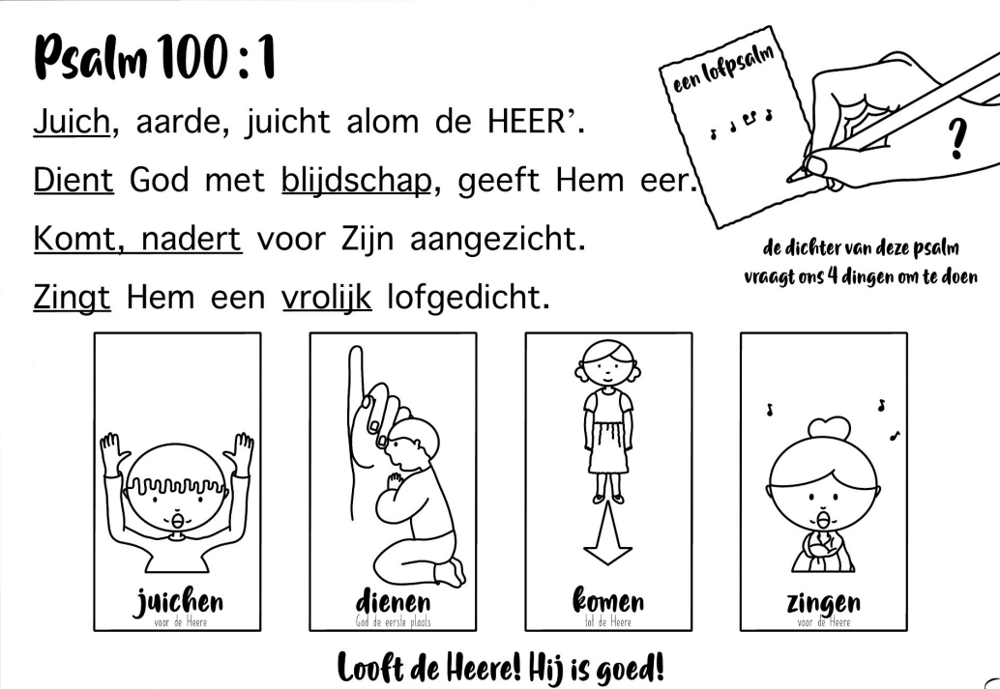 Psalm 100 : 1
Juich, aarde, juicht alom de HEER’.
Dient God met blijdschap, geeft Hem eer.
Komt, nadert voor Zijn aangezicht.
Zingt Hem een vrolijk lofgedicht.
een lofpsalm
?
de dichter van deze psalm
vraagt ons 4 dingen om te doen
juichen
voor de Heere
dienen
God de eerste plaats
komen
tot de Heere
zingen
voor de Heere
Looft de Heere! Hij is goed!